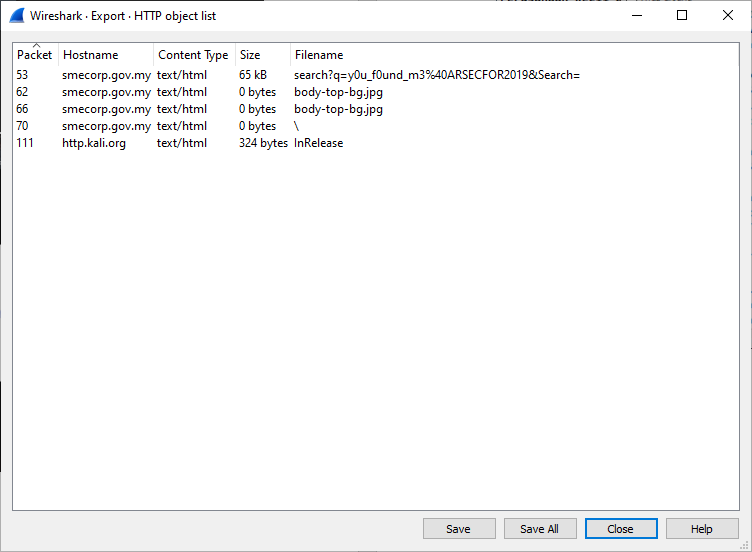 Wireshark · Export · HTTP object list
Packet Hostname Content Type Size Filename
53 smecorp.gov.my text/html 65 kB search?q=y0u_f0und_m3%40ARSECFOR2019&Search=
62 smecorp.gov.my text/html 0 bytes body-top-bg.jpg
66 smecorp.gov.my text/html 0 bytes body-top-bg.jpg
70 smecorp.gov.my text/html 0 bytes \
111 http.kali.org text/html 324 bytes InRelease
Save Save All Close Help